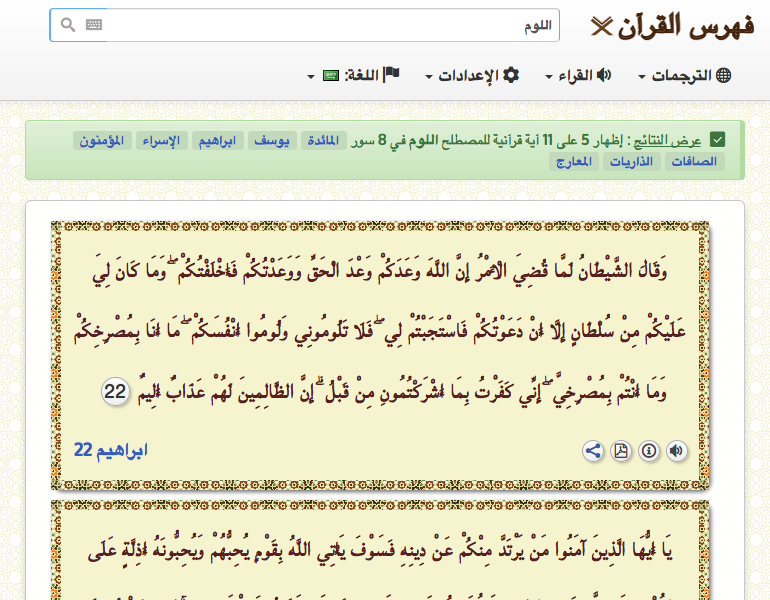 فهرس القرآن
اللوم
الترجمات القراء الإعدادات اللغة:
عرض النتائج : إظهار 5 على 11 آية قرآنية للمصطلح اللوم في 8 سور المائدة يوسف ابراهيم الإسراء المؤمنون
الصافات الذاريات المعارج
وَقَالَ الشَّيْطَانُ لَمَّا قُضِيَ الْأَمْرُ إِنَّ اللَّهَ وَعَدَكُمْ وَعْدَ الْحَقِّ وَوَعَدْتُكُمْ فَأَخْلَفْتُكُمْ ۖ وَمَا كَانَ لِيَ
عَلَيْكُمْ مِنْ سُلْطَانٍ إِلَّا أَنْ دَعَوْتُكُمْ فَاسْتَجَبْتُمْ لِي ۖ فَلَا تَلُومُونِي وَلُومُوا أَنْفُسَكُمْ ۖ مَا أَنَا بِمُصْرِخِكُمْ
وَمَا أَنْتُمْ بِمُصْرِخِيَّ ۖ إِنِّي كَفَرْتُ بِمَا أَشْرَكْتُمُونِ مِنْ قَبْلُ ۗ إِنَّ الظَّالِمِينَ لَهُمْ عَذَابٌ أَلِيمٌ 22
ابراهيم 22
يَا أَيُّهَا الَّذِينَ آمَنُوا مَنْ يَرْتَدَّ مِنْكُمْ عَنْ دِينِهِ فَسَوْفَ يَأْتِي اللَّهُ بِقَوْمٍ يُحِبُّهُمْ وَيُحِبُّونَهُ أَذِلَّةٍ عَلَى